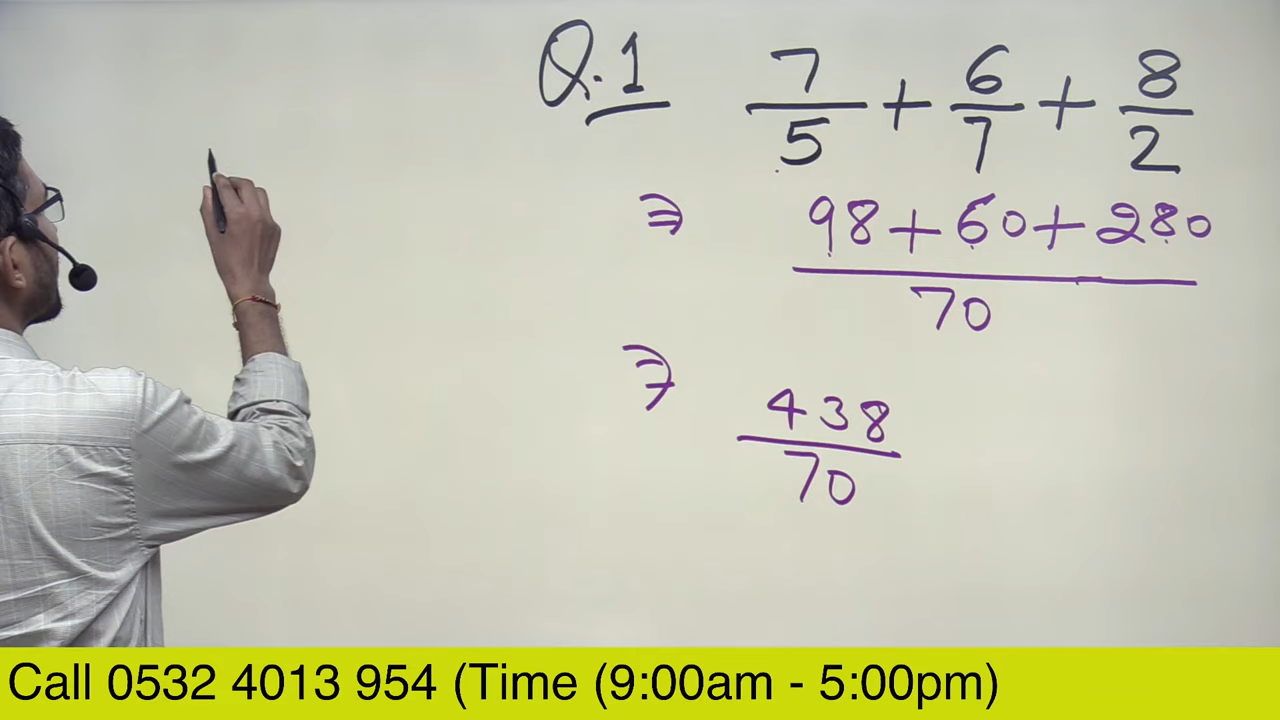 Q.1 7/5 + 6/7 + 8/2
⇒ 98+60+280/70
⇒ 438/70
Call 0532 4013 954 (Time (9:00am - 5:00pm)